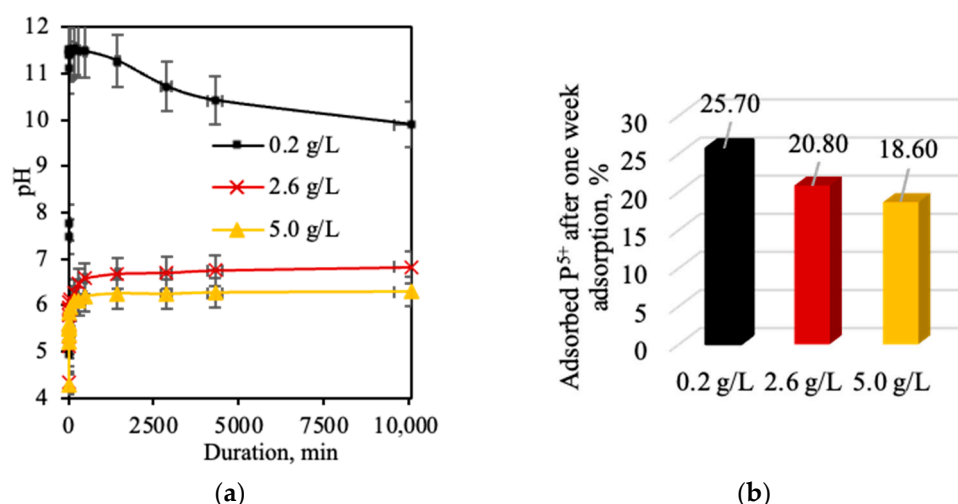 12
11
10
9
8
7
6
5
4
pH
0.2 g/L
2.6 g/L
5.0 g/L
0 2500 5000 7500 10,000
Duration, min
(a)
Adsorbed P⁵⁺ after one week
adsorption, %
30
25
20
15
10
5
0
25.70
20.80
18.60
0.2 g/L 2.6 g/L 5.0 g/L
(b)